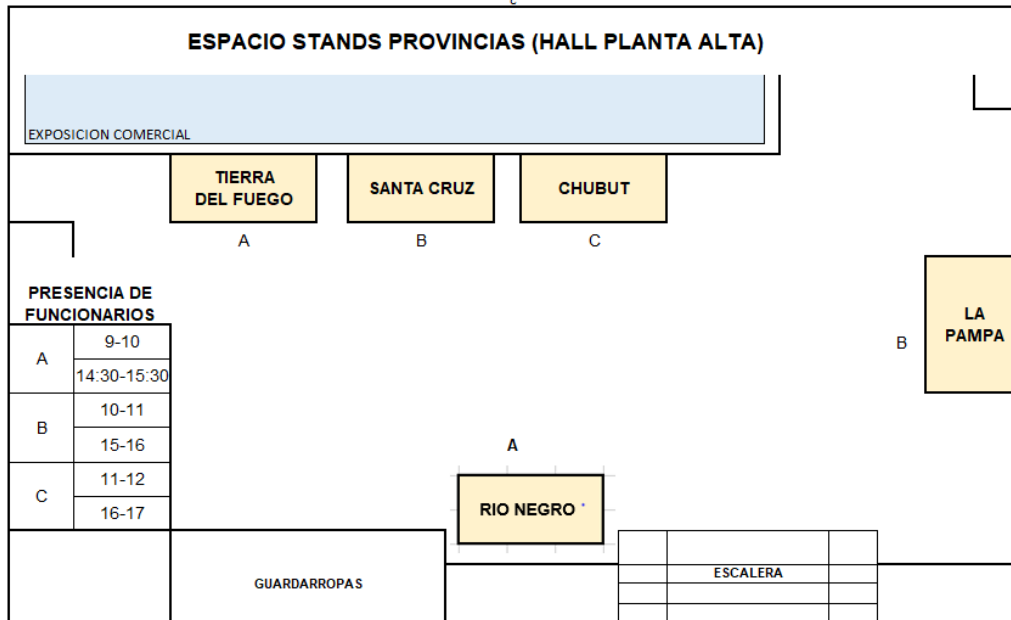 c
ESPACIO STANDS PROVINCIAS (HALL PLANTA ALTA)
EXPOSICION COMERCIAL
TIERRA
DEL FUEGO
SANTA CRUZ
CHUBUT
A
B
C
PRESENCIA DE
FUNCIONARIOS
A
9-10
14:30-15:30
B
10-11
15-16
C
11-12
16-17
LA
PAMPA
B
A
RIO NEGRO *
GUARDARROPAS
ESCALERA